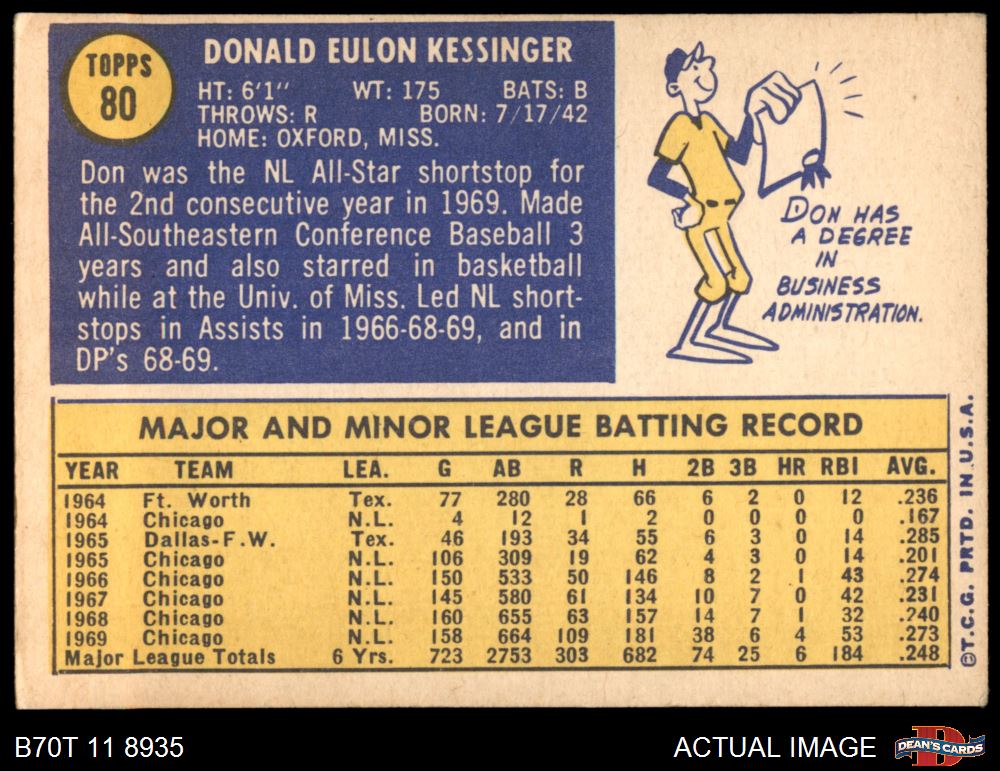 TOPPS
80
DONALD EULON KESSINGER
HT: 6'1" WT: 175 BATS: B
THROWS: R BORN: 7/17/42
HOME: OXFORD, MISS.
Don was the NL All-Star shortstop for
the 2nd consecutive year in 1969. Made
All-Southeastern Conference Baseball 3
years and also starred in basketball
while at the Univ. of Miss. Led NL short-
stops in Assists in 1966-68-69, and in
DP's 68-69.
DON HAS
A DEGREE
IN
BUSINESS
ADMINISTRATION.
MAJOR AND MINOR LEAGUE BATTING RECORD
YEAR TEAM LEA. G AB R H 2B 3B HR RBI AVG.
1964 Ft. Worth Tex. 77 280 28 66 6 2 0 12 .236
1964 Chicago N.L. 4 12 1 2 0 0 0 0 .167
1965 Dallas-F.W. Tex. 46 193 34 55 6 3 0 14 .285
1965 Chicago N.L. 106 309 19 62 4 3 0 14 .201
1966 Chicago N.L. 150 533 50 146 8 2 1 43 .274
1967 Chicago N.L. 145 580 61 134 10 7 0 42 .231
1968 Chicago N.L. 160 655 63 157 14 7 1 32 .240
1969 Chicago N.L. 158 664 109 181 38 6 4 53 .273
Major League Totals 6 Yrs. 723 2753 303 682 74 25 6 184 .248
©T.C.G. PRTD. IN U.S.A.
B70T 11 8935
ACTUAL IMAGE
DEAN'S CARDS